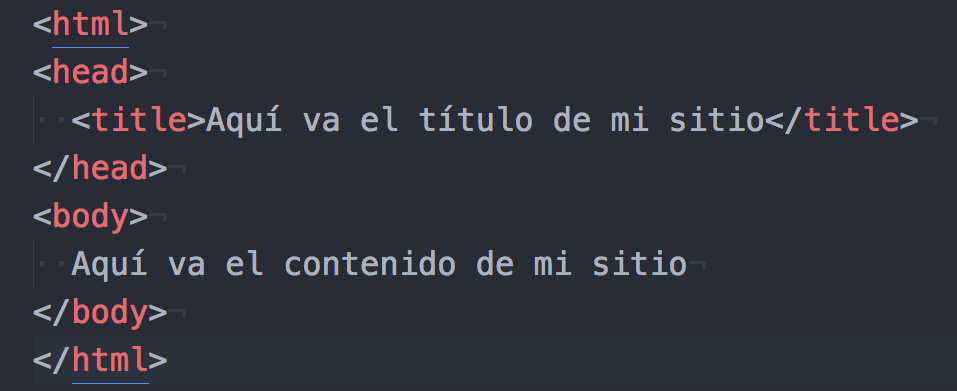 <html>
<head>
  <title>Aquí va el título de mi sitio</title>
</head>
<body>
  Aquí va el contenido de mi sitio
</body>
</html>